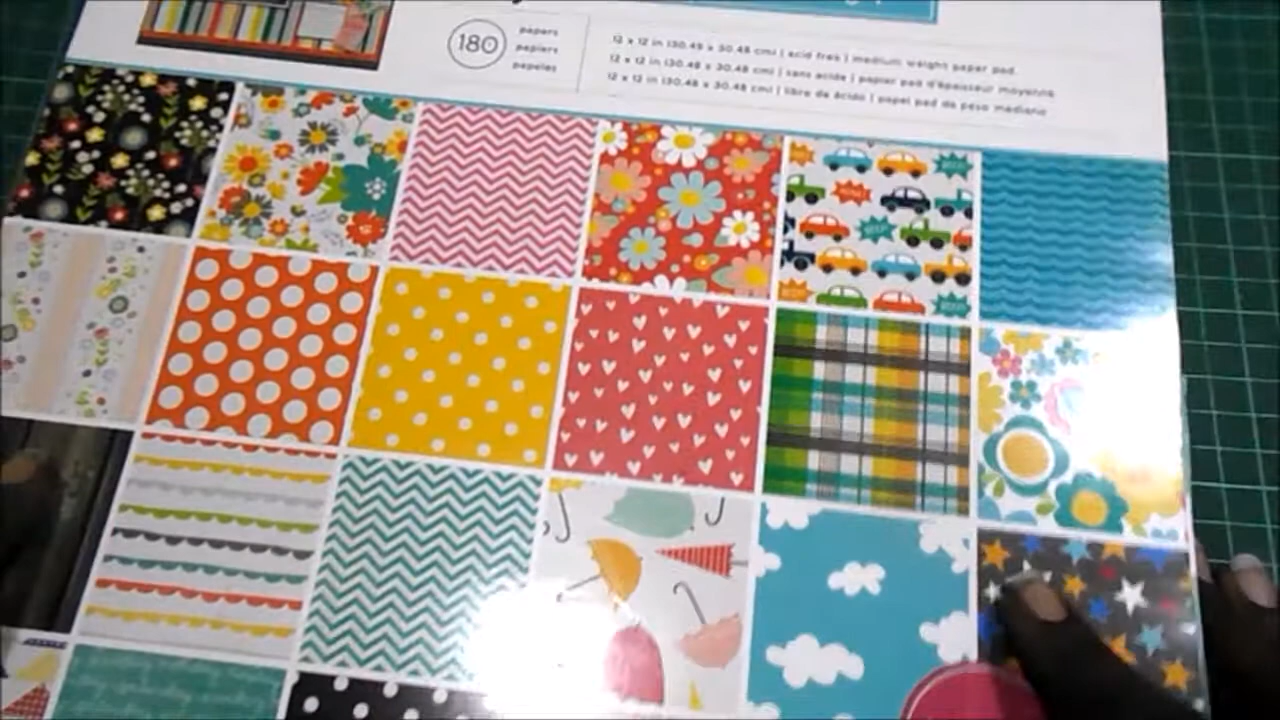 180
papers
papiers
papeles
12 x 12 in (30.48 x 30.48 cm) | acid free | medium weight paper pad
12 x 12 in (30.48 x 30.48 cm) | sans acide | papier pad d'épaisseur moyenne
12 x 12 in (30.48 x 30.48 cm) | libre de ácido | papel pad de peso mediano